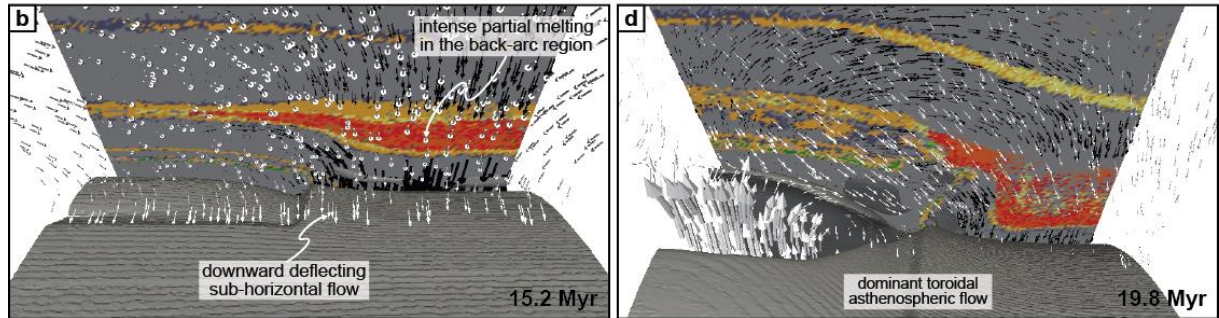 b
intense partial melting
in the back-arc region
downward deflecting
sub-horizontal flow
15.2 Myr
d
dominant toroidal
asthenospheric flow
19.8 Myr